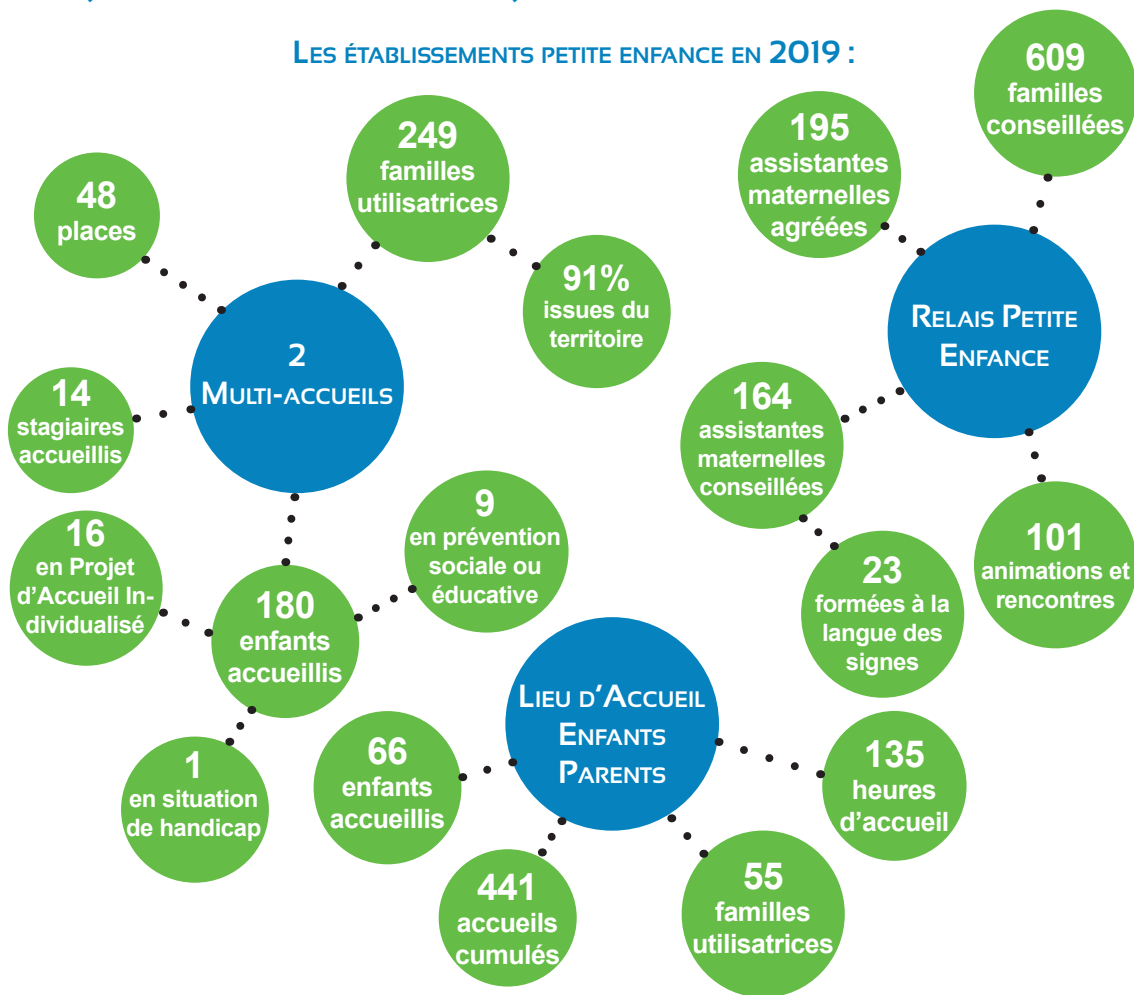 Les établissements petite enfance en 2019 :
249
familles
utilisatrices
48
places
91%
issues du
territoire
2
Multi-accueils
14
stagiaires
accueillis
16
en Projet
d'Accueil In-
dividualisé
180
enfants
accueillis
9
en prévention
sociale ou
éducative
1
en situation
de handicap
609
familles
conseillées
195
assistantes
maternelles
agréées
Relais Petite
Enfance
164
assistantes
maternelles
conseillées
23
formées à la
langue des
signes
101
animations et
rencontres
Lieu d'Accueil
Enfants
Parents
66
enfants
accueillis
441
accueils
cumulés
55
familles
utilisatrices
135
heures
d'accueil